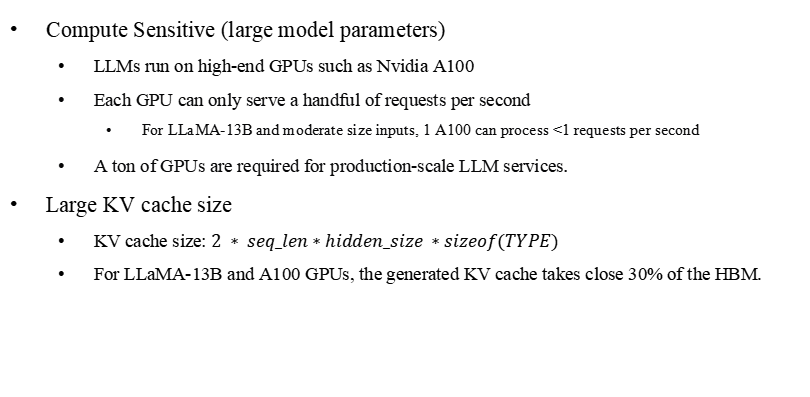 • Compute Sensitive (large model parameters)
• LLMs run on high-end GPUs such as Nvidia A100
• Each GPU can only serve a handful of requests per second
• For LLaMA-13B and moderate size inputs, 1 A100 can process <1 requests per second
• A ton of GPUs are required for production-scale LLM services.
• Large KV cache size
• KV cache size: 2 * seq_len * hidden_size * sizeof(TYPE)
• For LLaMA-13B and A100 GPUs, the generated KV cache takes close 30% of the HBM.